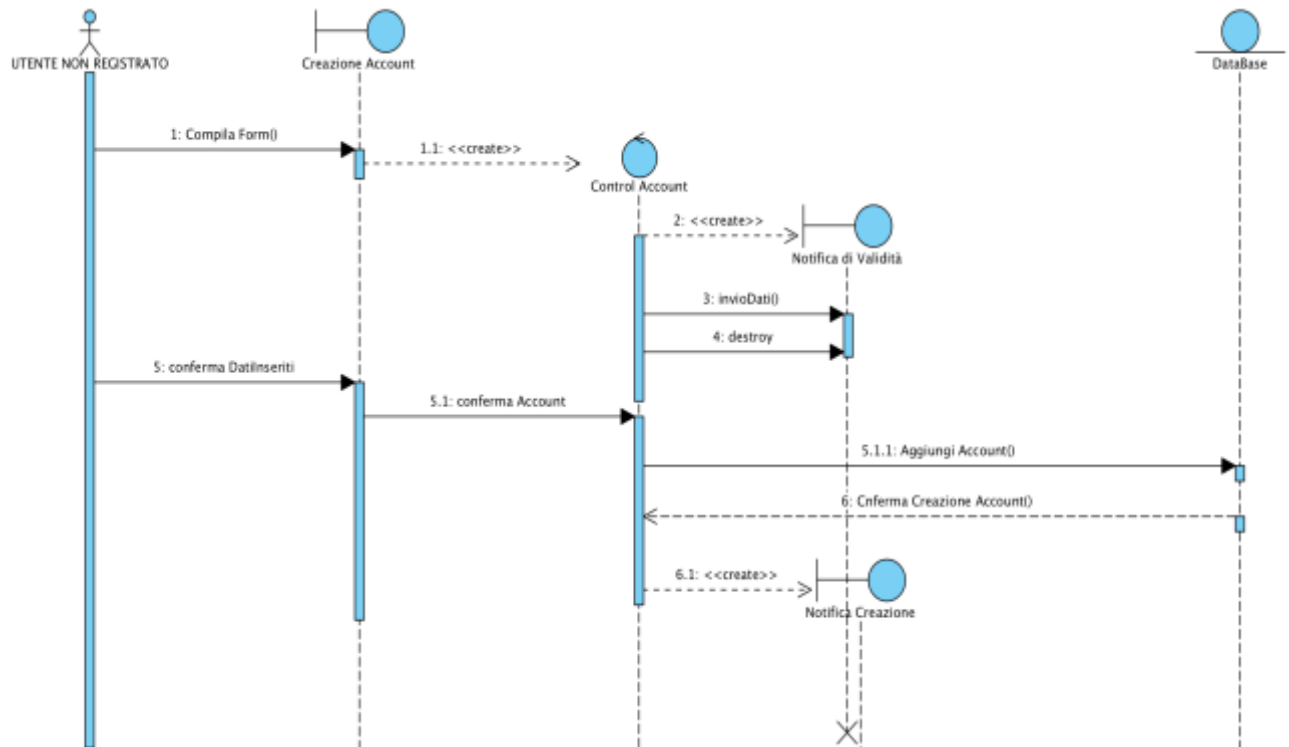 UTENTE NON REGISTRATO
Creazione Account
DataBase
1: Compila Form()
1.1: <<create>>
Control Account
2: <<create>>
Notifica di Validità
3: invioDati()
4: destroy
5: conferma DatiInseriti
5.1: conferma Account
5.1.1: Aggiungi Account()
6: Cnferma Creazione Account()
6.1: <<create>>
Notifica Creazione